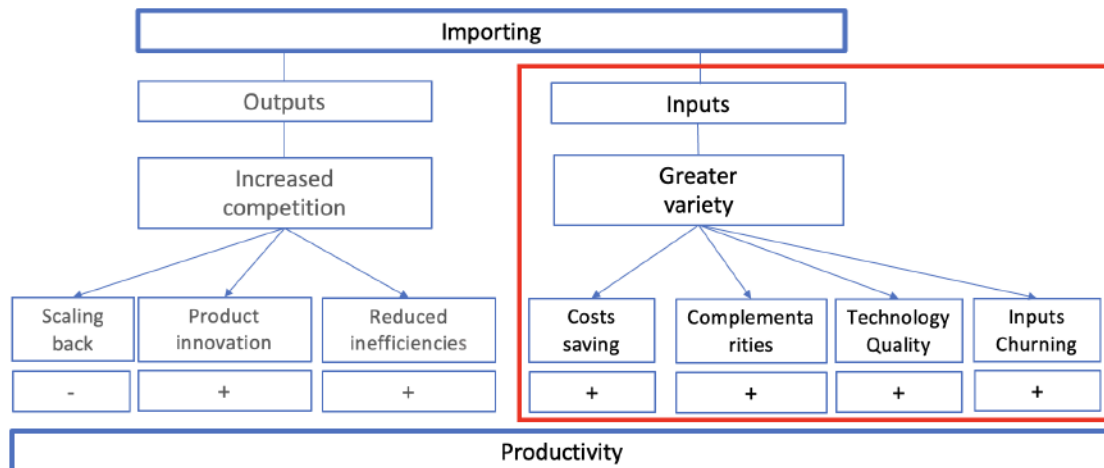 Importing
Outputs
Inputs
Increased
competition
Greater
variety
Scaling
back
Product
innovation
Reduced
inefficiencies
Costs
saving
Complementa
rities
Technology
Quality
Inputs
Churning
-
+
+
+
+
+
+
Productivity